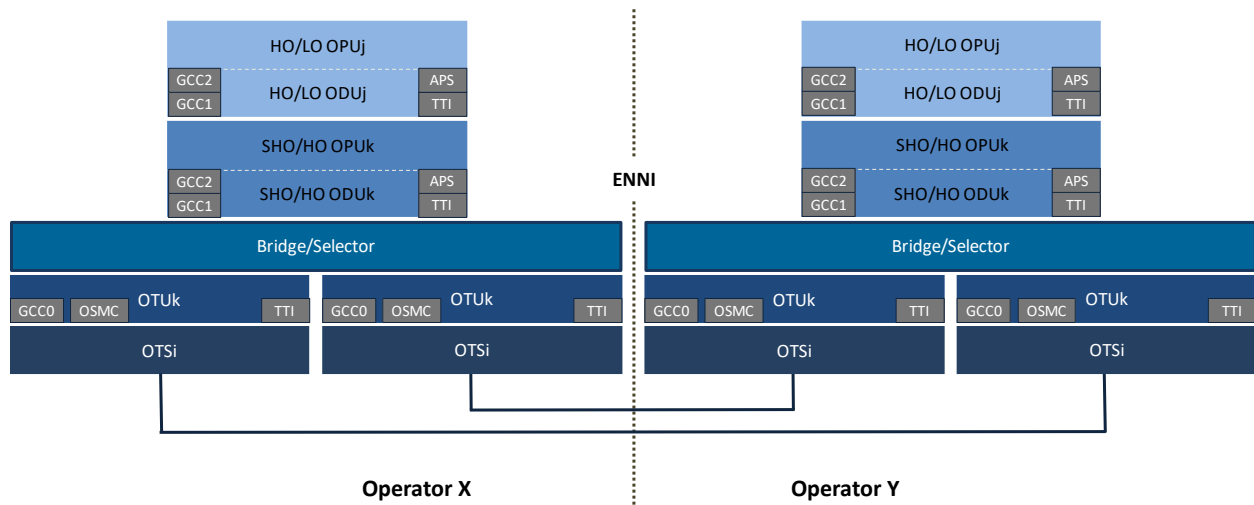 HO/LO OPUj
GCC2
APS
HO/LO ODUj
GCC1
TTI
SHO/HO OPUk
GCC2
APS
SHO/HO ODUk
GCC1
TTI
Bridge/Selector
OTUk
GCC0
OSMC
TTI
OTUk
GCC0
OSMC
TTI
OTSi
OTSi
Operator X
ENNI
HO/LO OPUj
GCC2
APS
HO/LO ODUj
GCC1
TTI
SHO/HO OPUk
GCC2
APS
SHO/HO ODUk
GCC1
TTI
Bridge/Selector
OTUk
GCC0
OSMC
TTI
OTUk
GCC0
OSMC
TTI
OTSi
OTSi
Operator Y